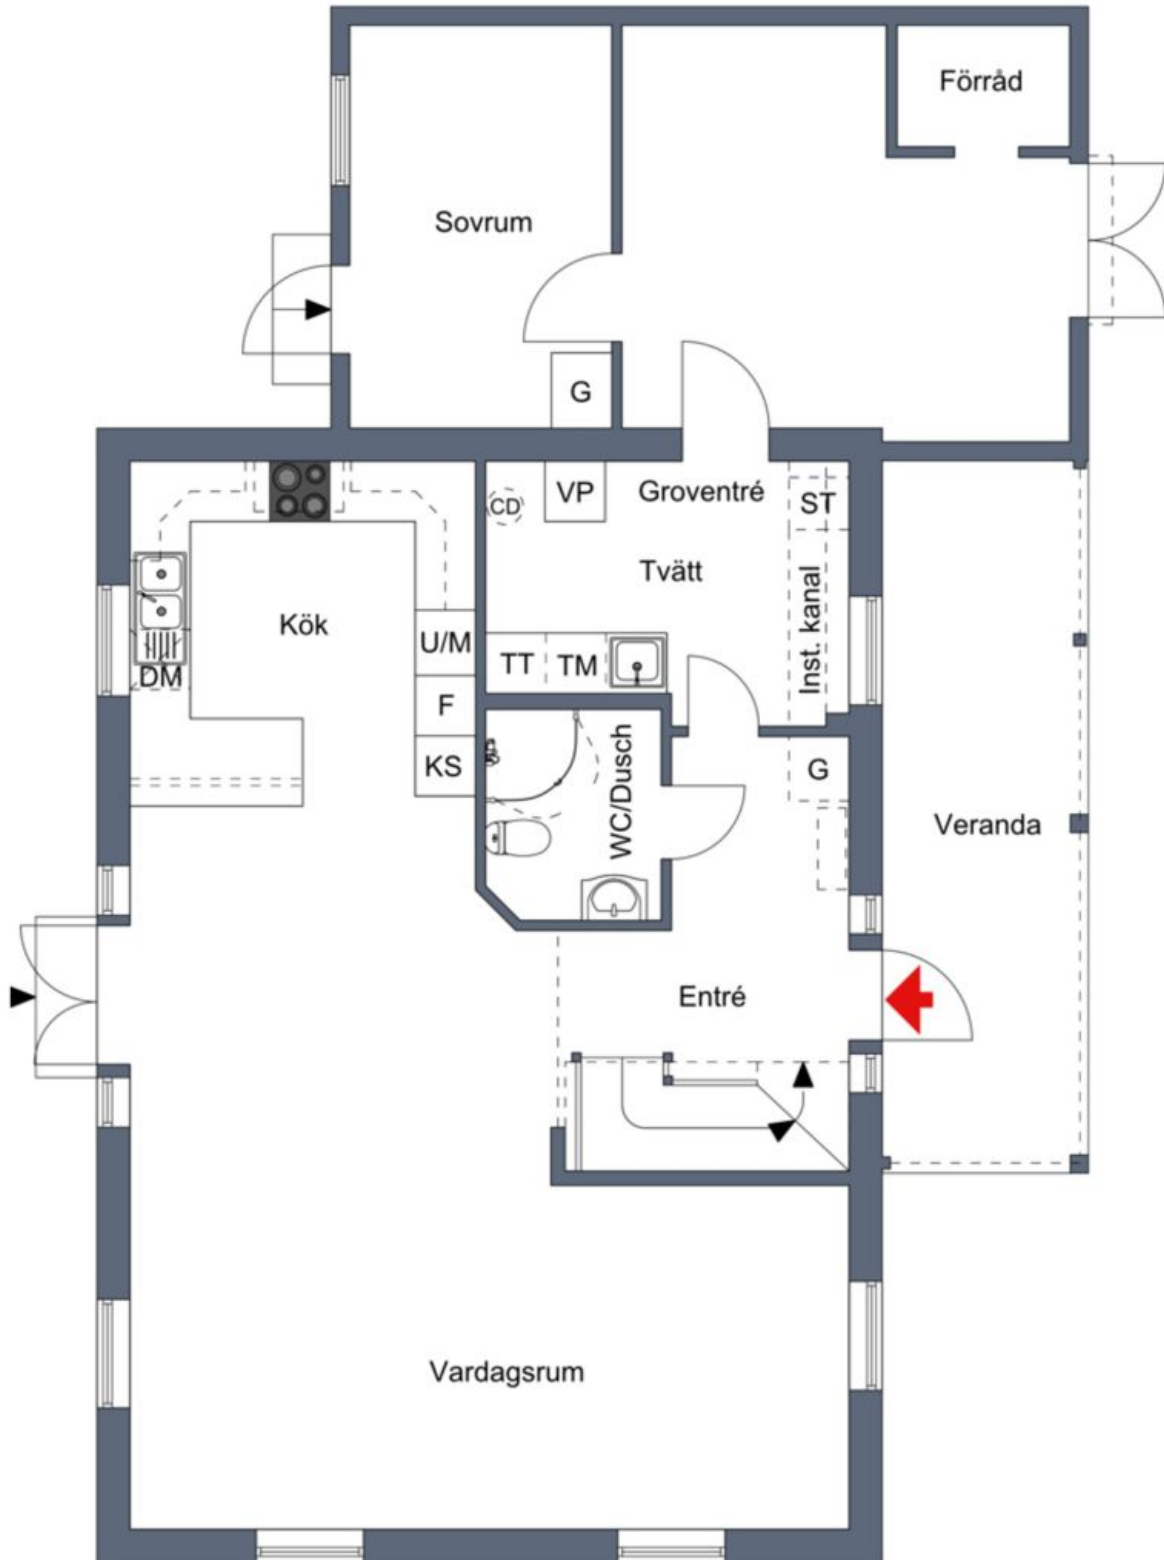 Förråd
Sovrum
G
CD
VP
Groventré
ST
Tvätt
Inst. kanal
Kök
U/M
TT
TM
DM
F
KS
WC/Dusch
G
Veranda
Entré
Vardagsrum